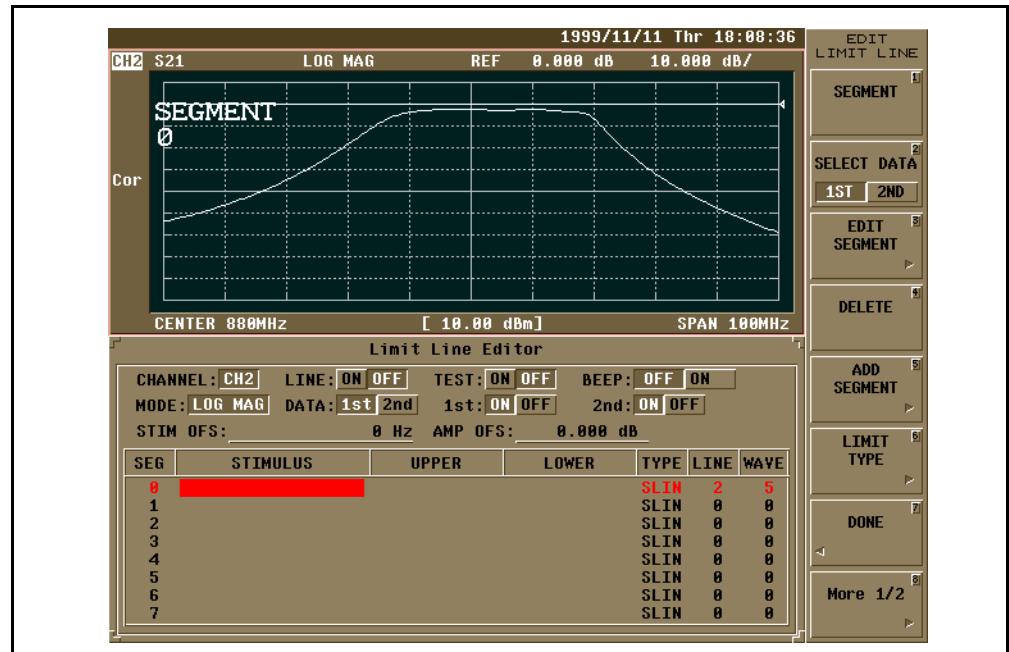 1999/11/11 Thr 18:08:36
CH2 S21 LOG MAG REF 0.000 dB 10.000 dB/
SEGMENT
0
Cor
CENTER 880MHz [ 10.00 dBm] SPAN 100MHz
Limit Line Editor
CHANNEL: CH2 LINE: ON OFF TEST: ON OFF BEEP: OFF ON
MODE: LOG MAG DATA: 1st 2nd 1st: ON OFF 2nd: ON OFF
STIM OFS: 0 Hz AMP OFS: 0.000 dB
SEG STIMULUS UPPER LOWER TYPE LINE WAVE
0 SLIN 2 5
1 SLIN 0 0
2 SLIN 0 0
3 SLIN 0 0
4 SLIN 0 0
5 SLIN 0 0
6 SLIN 0 0
7 SLIN 0 0
EDIT
LIMIT LINE
1
SEGMENT
2
SELECT DATA
1ST 2ND
3
EDIT
SEGMENT
4
DELETE
5
ADD
SEGMENT
6
LIMIT
TYPE
7
DONE
8
More 1/2